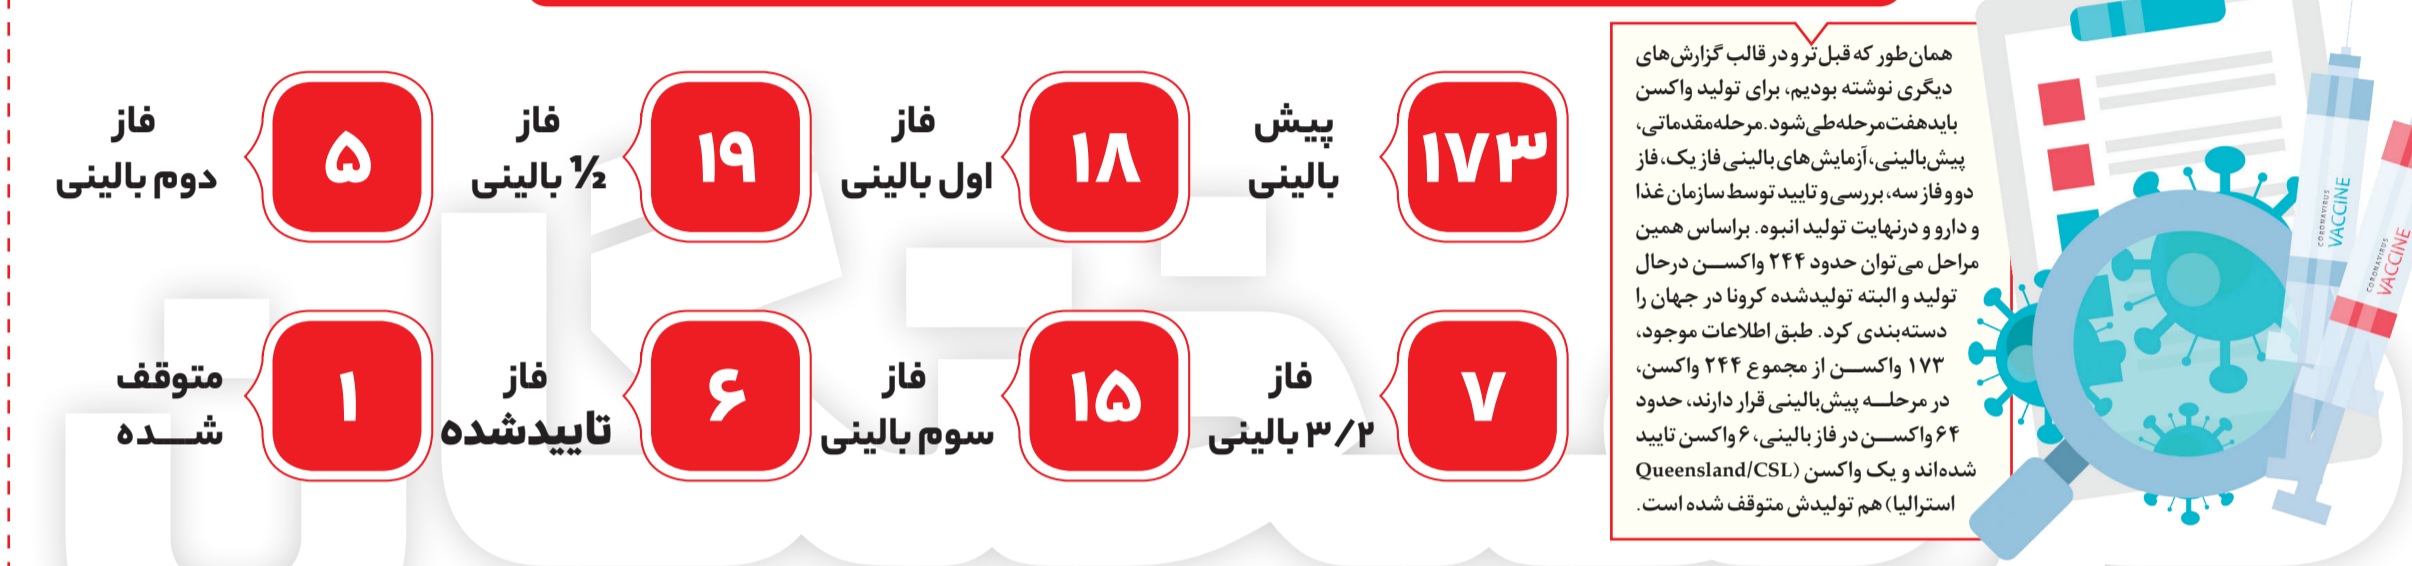 همان‌طور که قبل‌تر و در قالب گزارش‌های
دیگری نوشته بودیم، برای تولید واکسن
باید هفت مرحله طی شود. مرحله مقدماتی،
پیش‌بالینی، آزمایش‌های بالینی فاز یک، فاز
دو و فاز سه، بررسی و تایید توسط سازمان غذا
و دارو و درنهایت تولید انبوه. براساس همین
مراحل می‌توان حدود ۲۴۴ واکسن درحال
تولید و البته تولیدشده کرونا در جهان را
دسته‌بندی کرد. طبق اطلاعات موجود،
۱۷۳ واکسن از مجموع ۲۴۴ واکسن،
در مرحله پیش‌بالینی قرار دارند، حدود
۶۴ واکسن در فاز بالینی، ۶ واکسن تایید
شده‌اند و یک واکسن (Queensland/CSL
استرالیا) هم تولیدش متوقف شده است.
۱۷۳
پیش
بالینی
۱۸
فاز
اول بالینی
۱۹
فاز
½ بالینی
۵
فاز
دوم بالینی
۷
فاز
۳/۲ بالینی
۱۵
فاز
سوم بالینی
۶
فاز
تاییدشده
۱
متوقف
شده
CORONAVIRUS
VACCINE
CORONAVIRUS
VACCINE